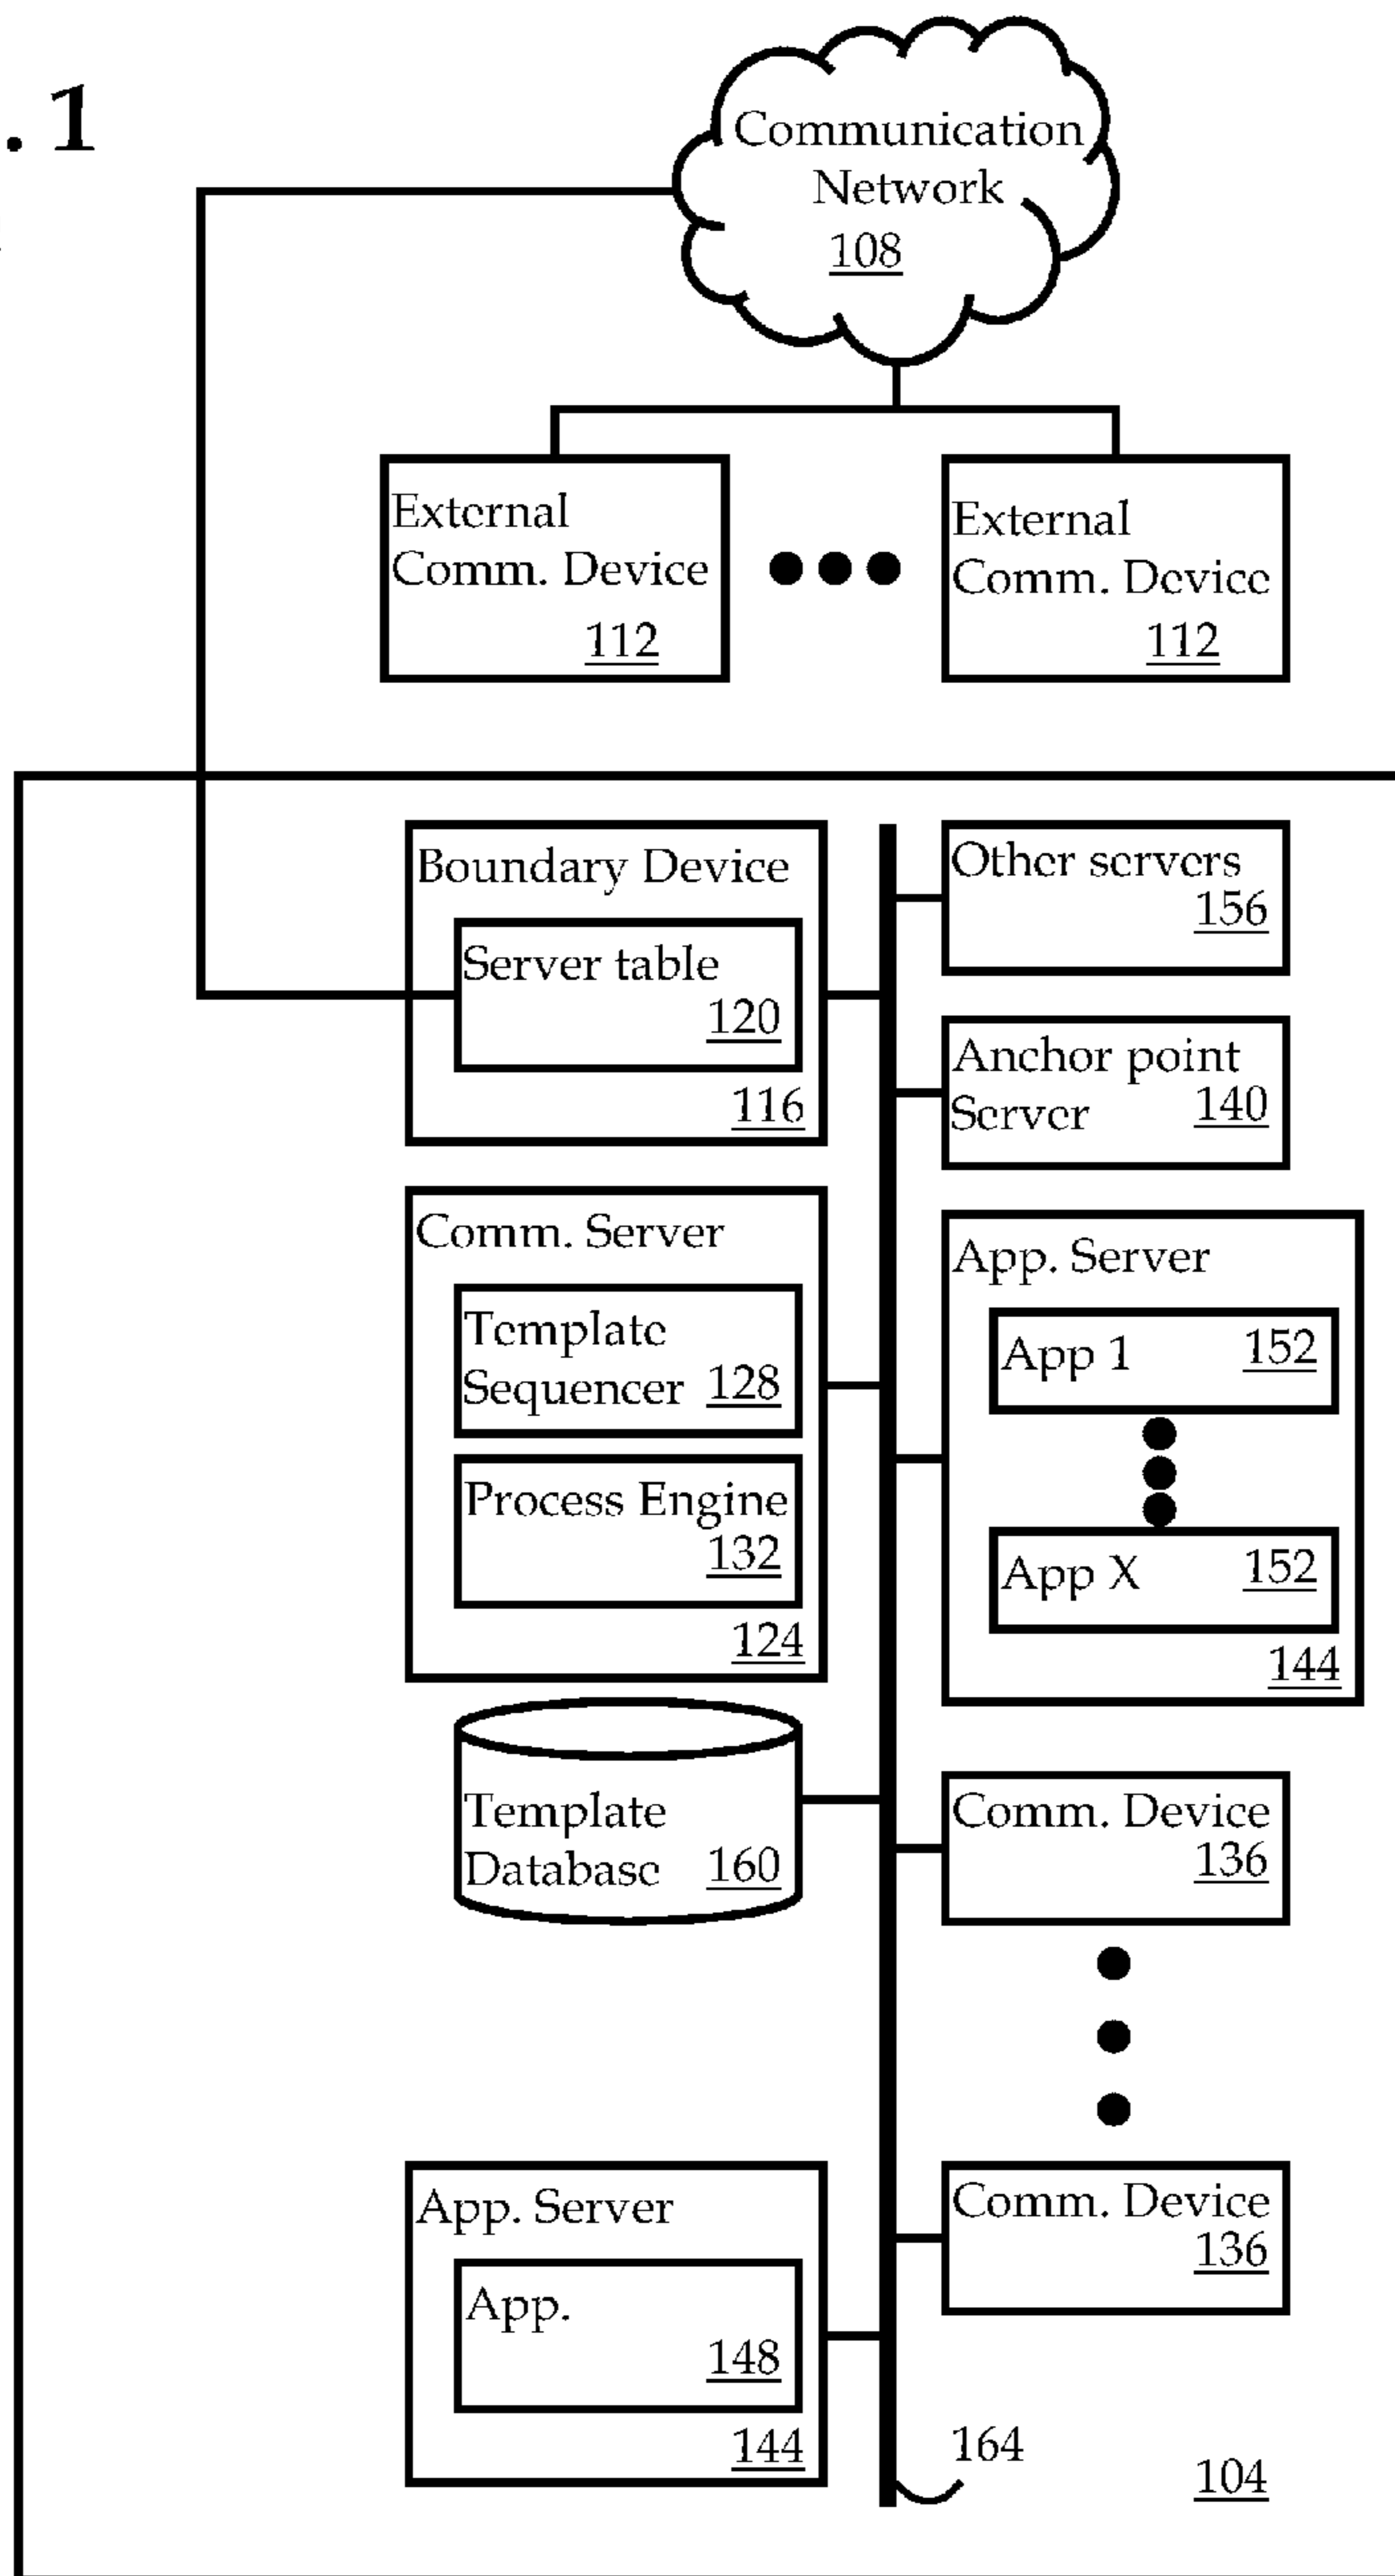 . 1
Communication
Network
108
External
Comm. Device
112
External
Comm. Device
112
Boundary Device
Server table
120
116
Other servers
156
Anchor point
Server 140
Comm. Server
Template
Sequencer 128
Process Engine
132
124
App. Server
App 1 152
App X 152
144
Template
Database 160
Comm. Device
136
Comm. Device
136
App. Server
App.
148
144
164
104